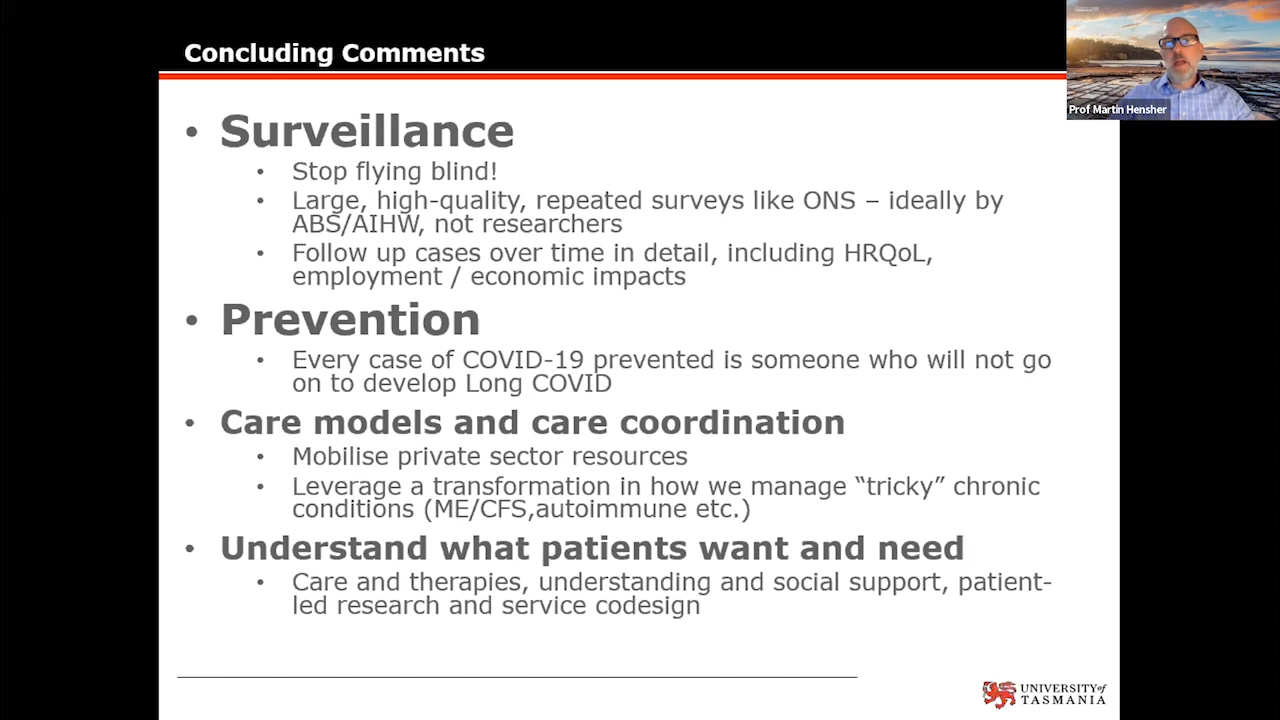 Concluding Comments
Prof Martin Hensher
• Surveillance
• Stop flying blind!
• Large, high-quality, repeated surveys like ONS – ideally by
ABS/AIHW, not researchers
• Follow up cases over time in detail, including HRQoL,
employment / economic impacts
• Prevention
• Every case of COVID-19 prevented is someone who will not go
on to develop Long COVID
• Care models and care coordination
• Mobilise private sector resources
• Leverage a transformation in how we manage “tricky” chronic
conditions (ME/CFS,autoimmune etc.)
• Understand what patients want and need
• Care and therapies, understanding and social support, patient-
led research and service codesign
UNIVERSITY of
TASMANIA